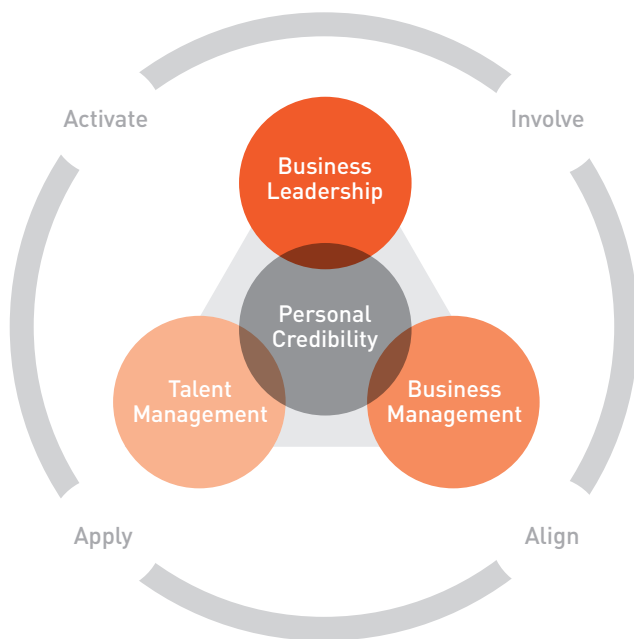 Activate
Involve
Business
Leadership
Personal
Credibility
Talent
Management
Business
Management
Apply
Align